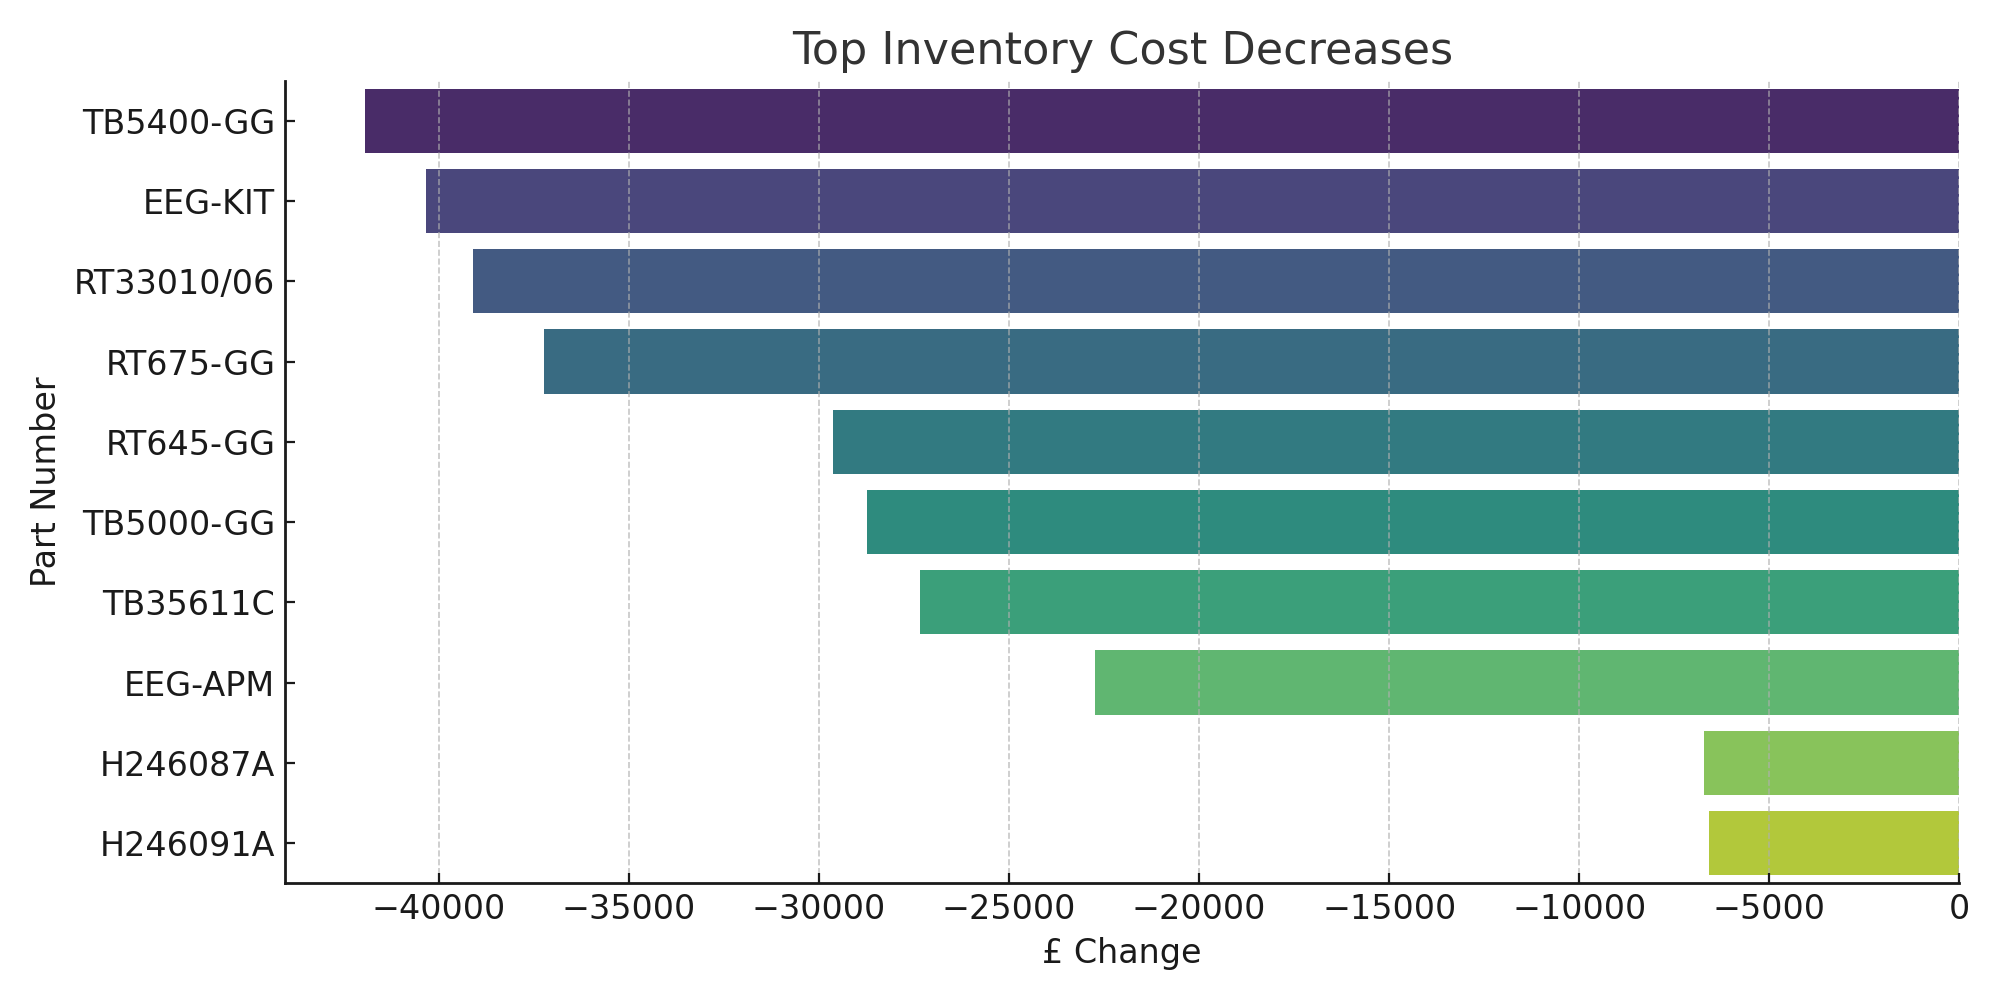 Top Inventory Cost Decreases
Part Number
TB5400-GG
EEG-KIT
RT33010/06
RT675-GG
RT645-GG
TB5000-GG
TB35611C
EEG-APM
H246087A
H246091A
−40000 −35000 −30000 −25000 −20000 −15000 −10000 −5000 0
£ Change